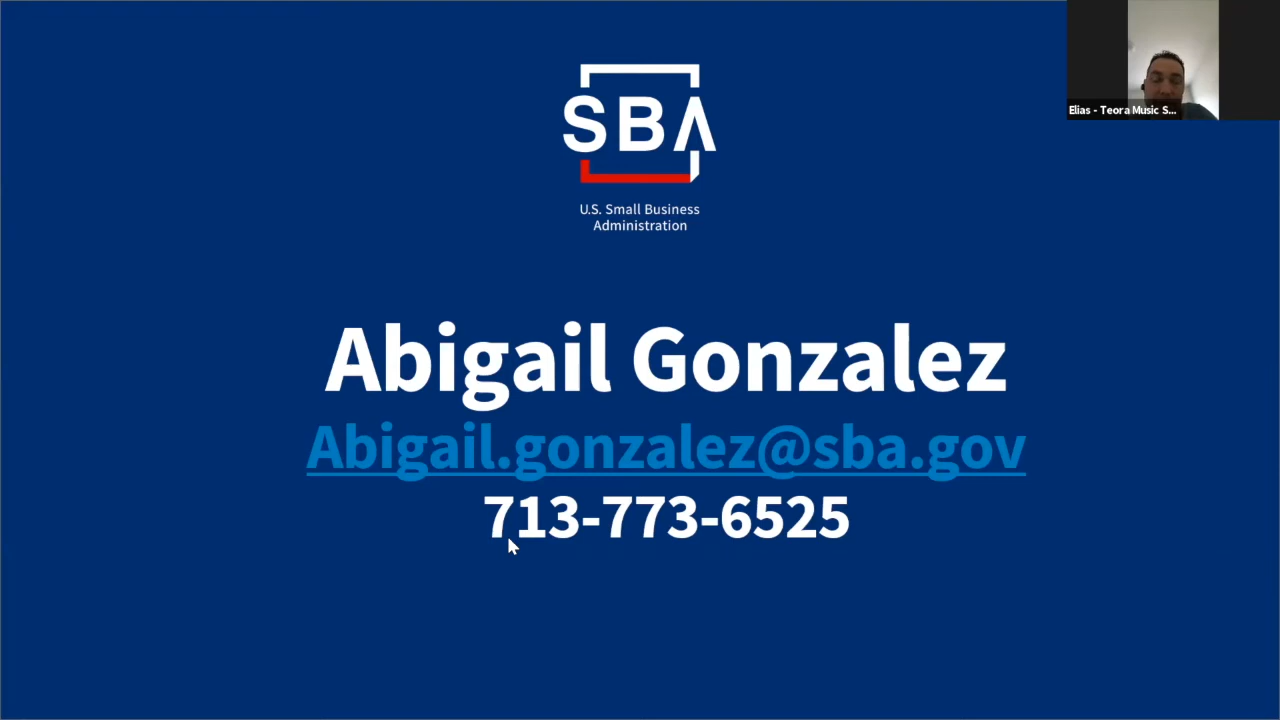 Elias - Teora Music S...
SBA
U.S. Small Business
Administration
Abigail Gonzalez
Abigail.gonzalez@sba.gov
713-773-6525